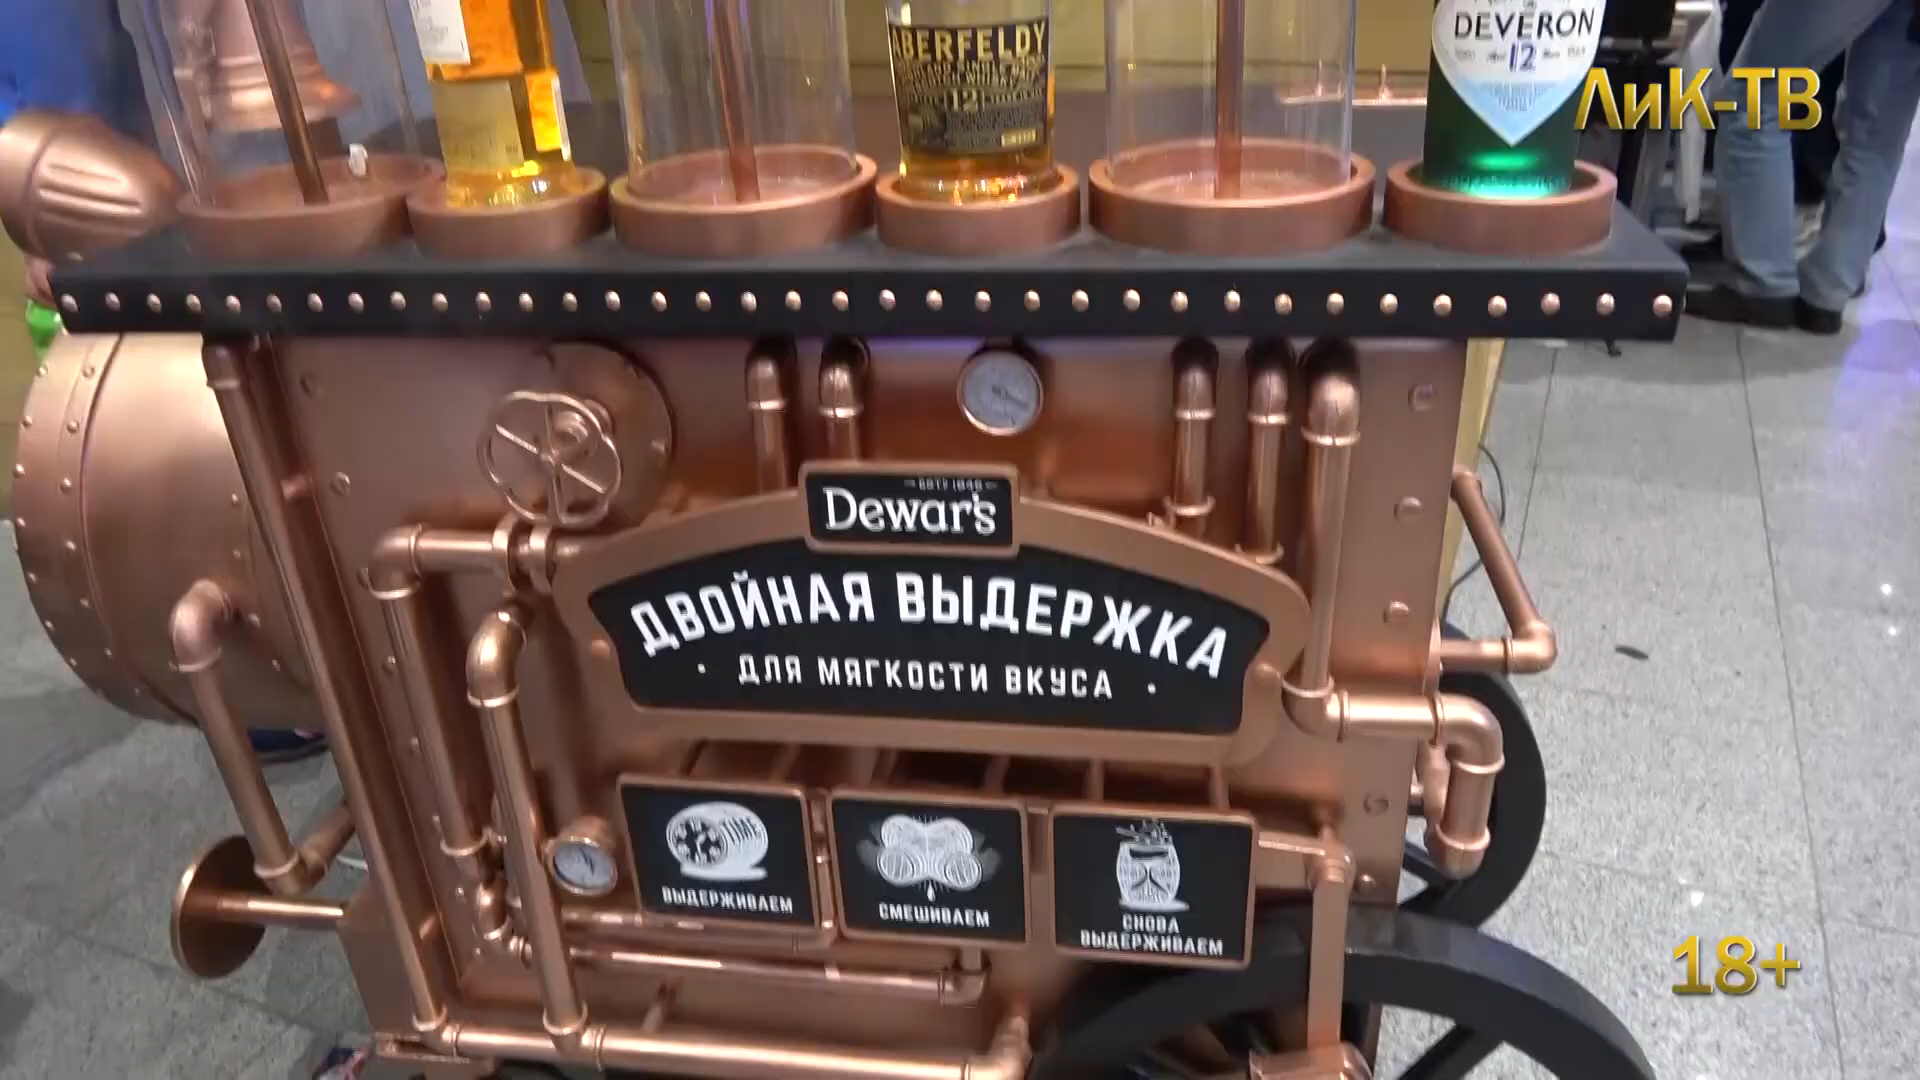 ABERFELDY
12
DEVERON
12
ЛиК-ТВ
ESTD 1846
Dewar's
ДВОЙНАЯ ВЫДЕРЖКА
· ДЛЯ МЯГКОСТИ ВКУСА ·
TIME
ВЫДЕРЖИВАЕМ
СМЕШИВАЕМ
СНОВА
ВЫДЕРЖИВАЕМ
18+